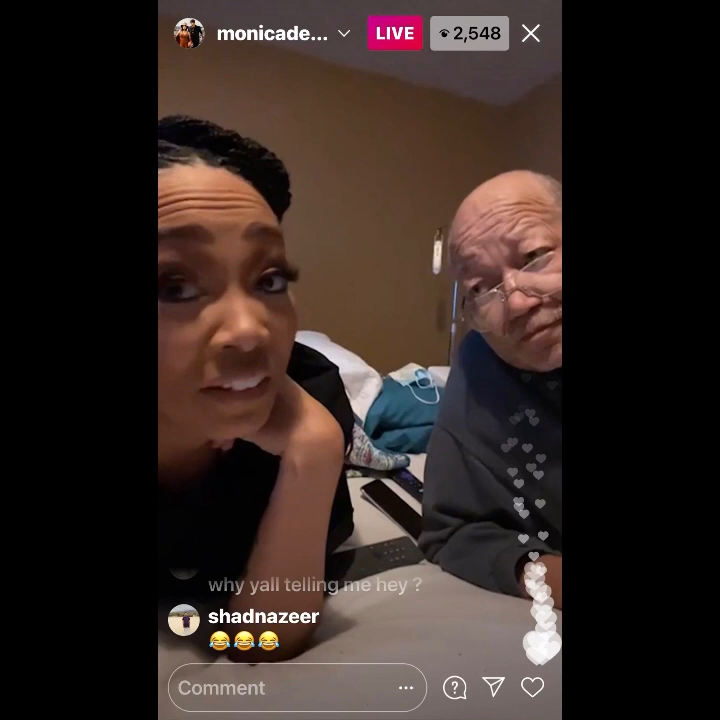 monicade...
LIVE
2,548
why yall telling me hey ?
shadnazeer
😂😂😂
Comment